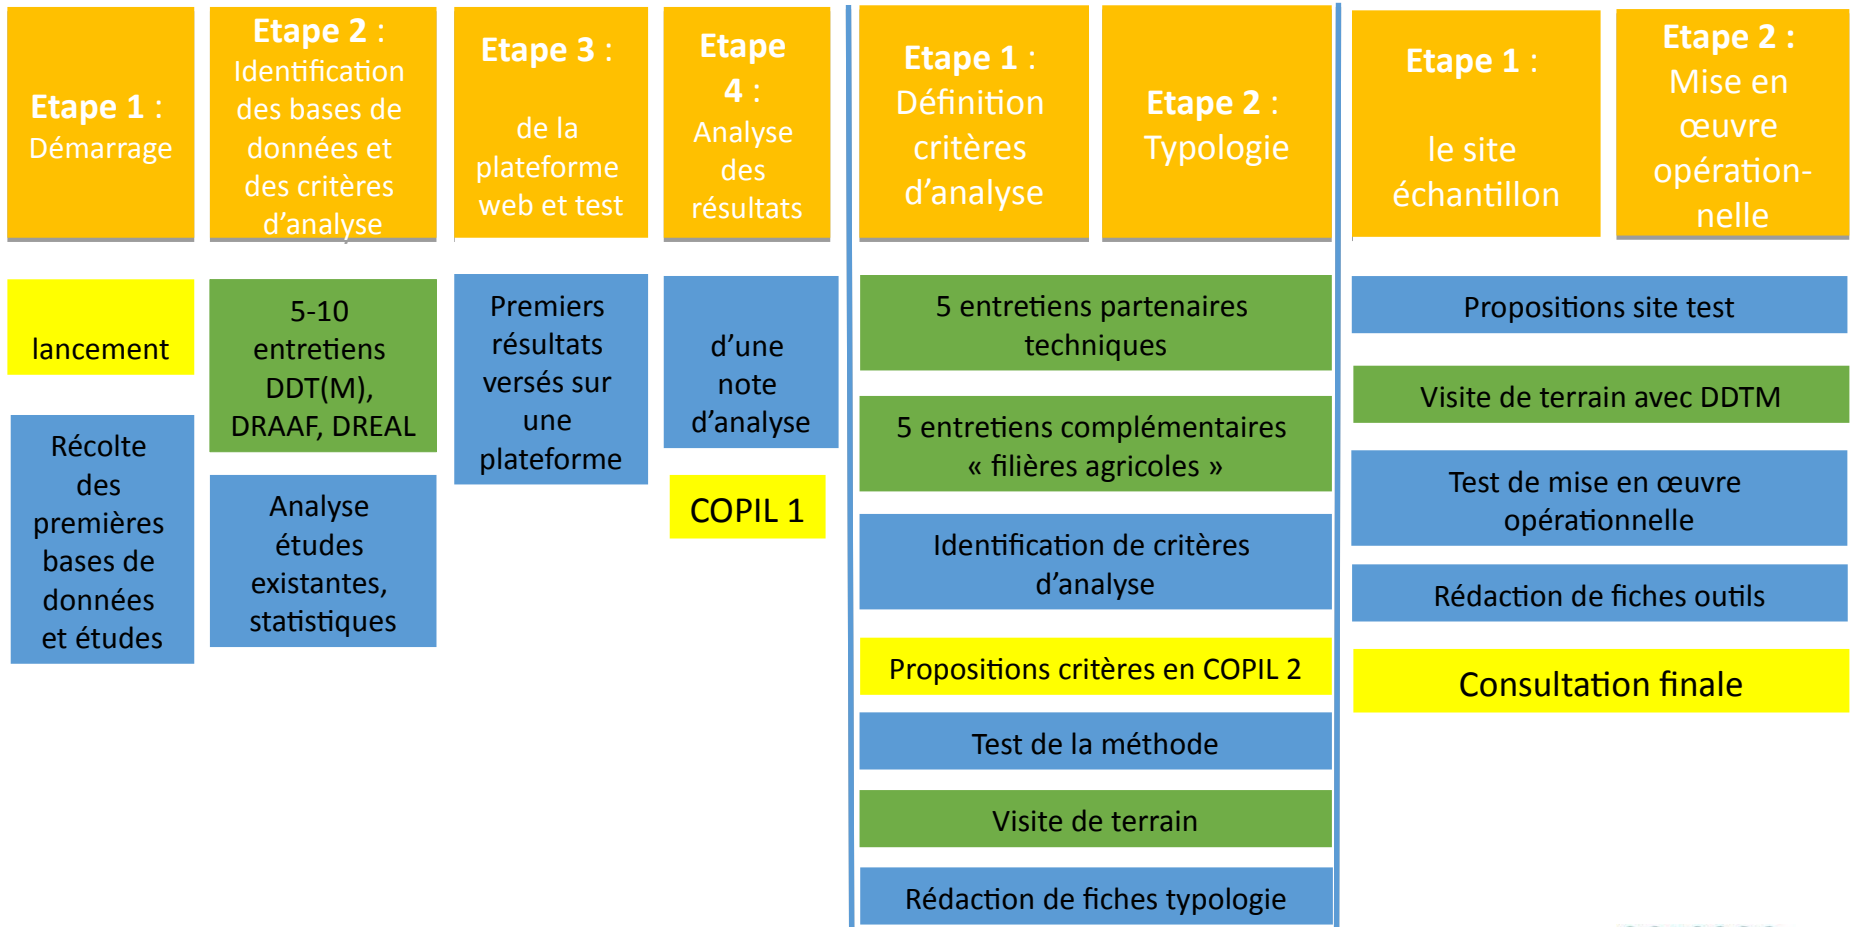 Etape 1 :
Démarrage
Etape 2 :
Identification
des bases de
données et
des critères
d’analyse
Etape 3 :
de la
plateforme
web et test
Etape
4 :
Analyse
des
résultats
Etape 1 :
Définition
critères
d’analyse
Etape 2 :
Typologie
Etape 1 :
le site
échantillon
Etape 2 :
Mise en
œuvre
opération-
nelle
lancement
Récolte
des
premières
bases de
données
et études
5-10
entretiens
DDT(M),
DRAAF, DREAL
Analyse
études
existantes,
statistiques
Premiers
résultats
versés sur
une
plateforme
d’une
note
d’analyse
COPIL 1
5 entretiens partenaires
techniques
5 entretiens complémentaires
« filières agricoles »
Identification de critères
d’analyse
Propositions critères en COPIL 2
Test de la méthode
Visite de terrain
Rédaction de fiches typologie
Propositions site test
Visite de terrain avec DDTM
Test de mise en œuvre
opérationnelle
Rédaction de fiches outils
Consultation finale